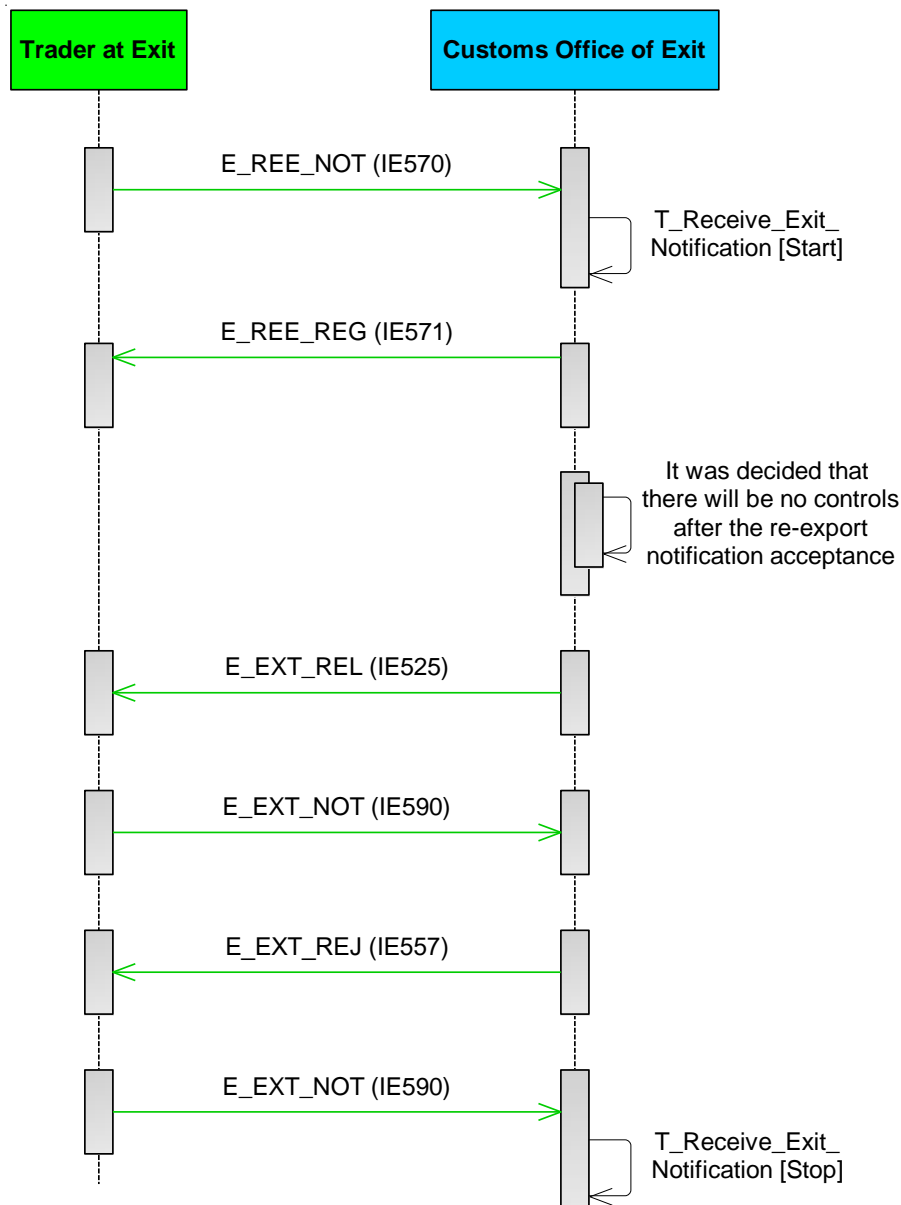 Trader at Exit
Customs Office of Exit
E_REE_NOT (IE570)
T_Receive_Exit_
Notification [Start]
E_REE_REG (IE571)
It was decided that
there will be no controls
after the re-export
notification acceptance
E_EXT_REL (IE525)
E_EXT_NOT (IE590)
E_EXT_REJ (IE557)
E_EXT_NOT (IE590)
T_Receive_Exit_
Notification [Stop]